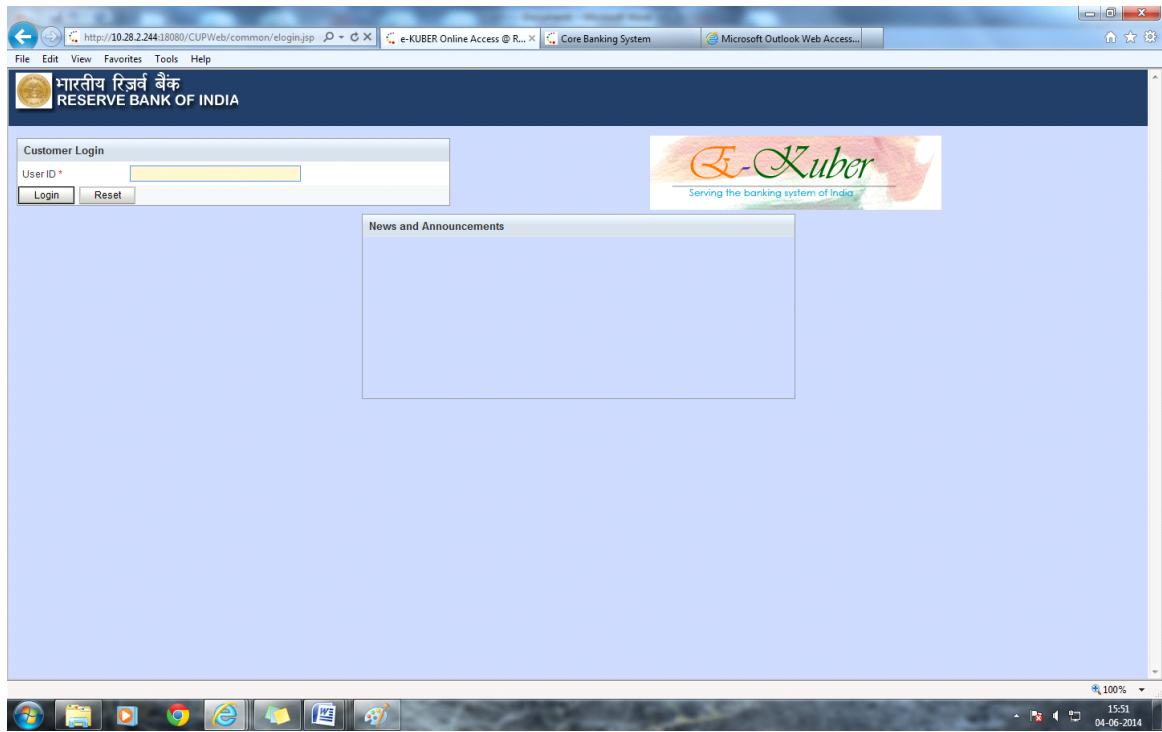 http://10.28.2.244:18080/CUPWeb/common/elogin.jsp
e-KUBER Online Access @ R...
Core Banking System
Microsoft Outlook Web Access...
File Edit View Favorites Tools Help
भारतीय रिज़र्व बैंक
RESERVE BANK OF INDIA
Customer Login
User ID *
Login Reset
E-Kuber
Serving the banking system of India
News and Announcements
100%
15:51
04-06-2014